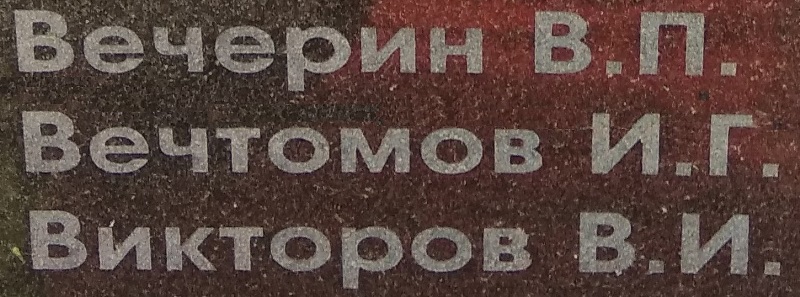 Вечерин В.П.
Вечтомов И.Г.
Викторов В.И.